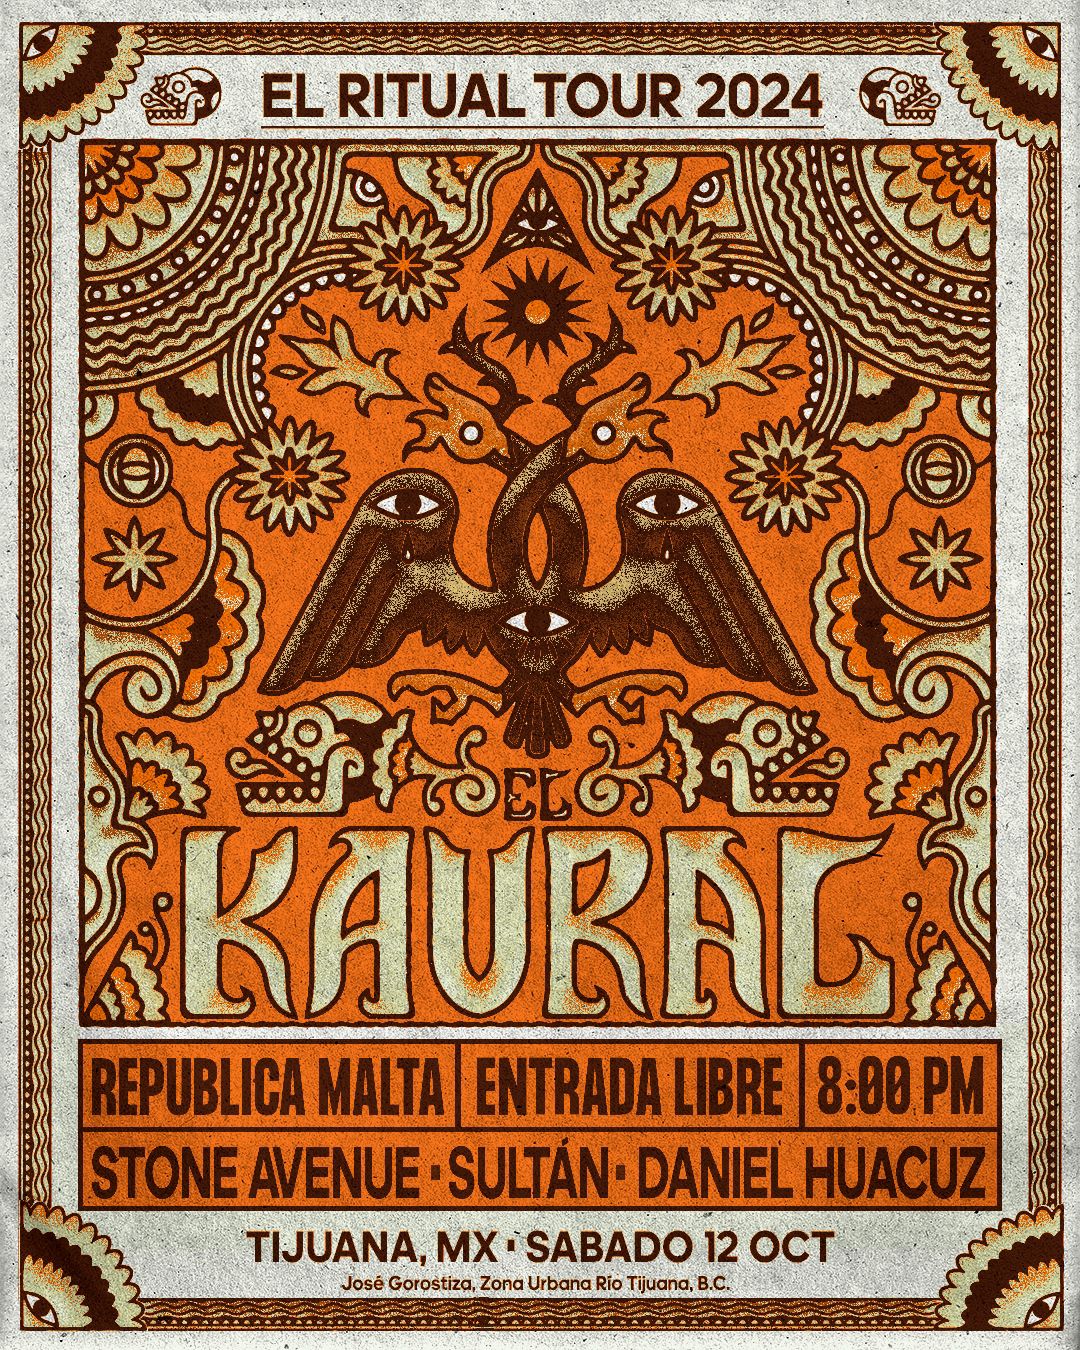 EL RITUAL TOUR 2024
EL
KAURAL
REPUBLICA MALTA ENTRADA LIBRE 8:00 PM
STONE AVENUE · SULTÁN · DANIEL HUACUZ
TIJUANA, MX · SABADO 12 OCT
José Gorostiza, Zona Urbana Río Tijuana, B.C.